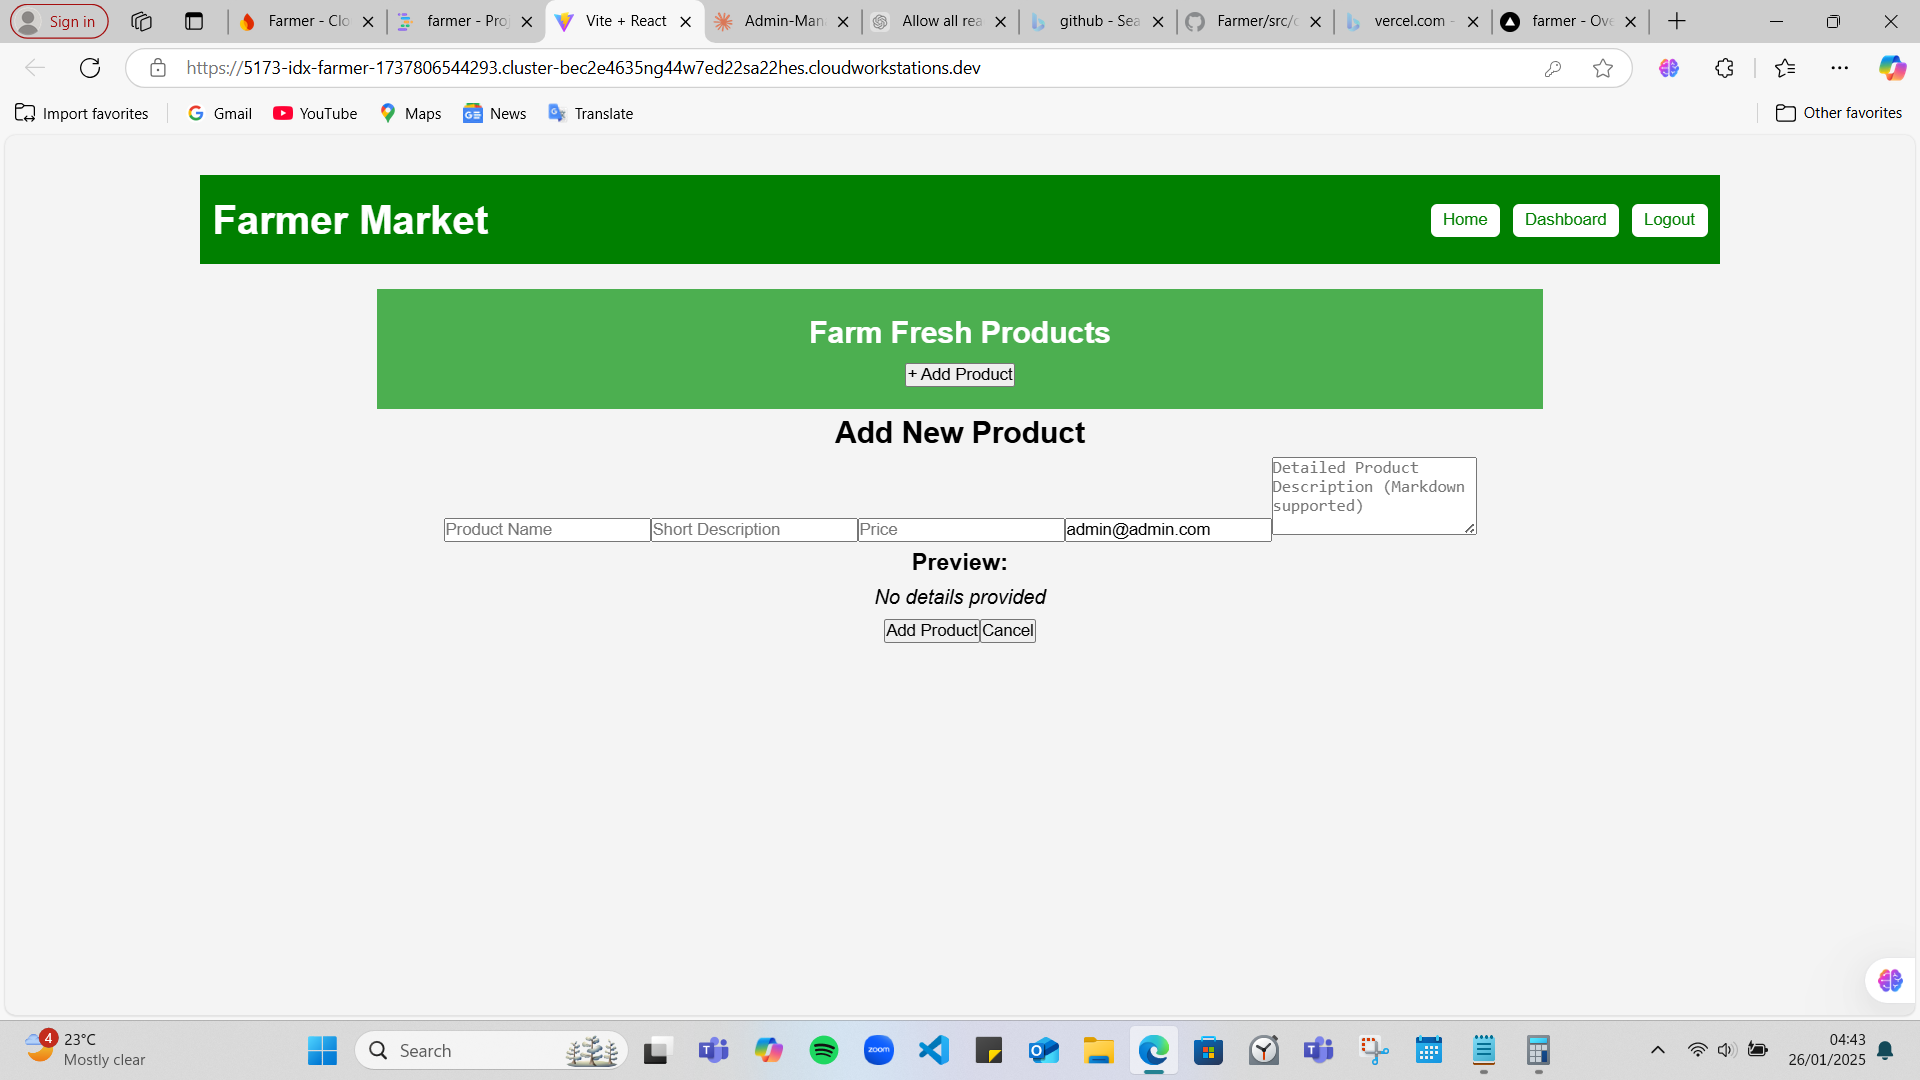 Sign in
Farmer - Clo
farmer - Proj
Vite + React
Admin-Man
Allow all rea
github - Sea
Farmer/src/c
vercel.com -
farmer - Ove
https://5173-idx-farmer-1737806544293.cluster-bec2e4635ng44w7ed22sa22hes.cloudworkstations.dev
Import favorites
Gmail
YouTube
Maps
News
Translate
Other favorites
Farmer Market
Home
Dashboard
Logout
Farm Fresh Products
+ Add Product
Add New Product
Detailed Product
Description (Markdown
supported)
Product Name
Short Description
Price
admin@admin.com
Preview:
No details provided
Add Product
Cancel
4
23°C
Mostly clear
Search
zoom
04:43
26/01/2025